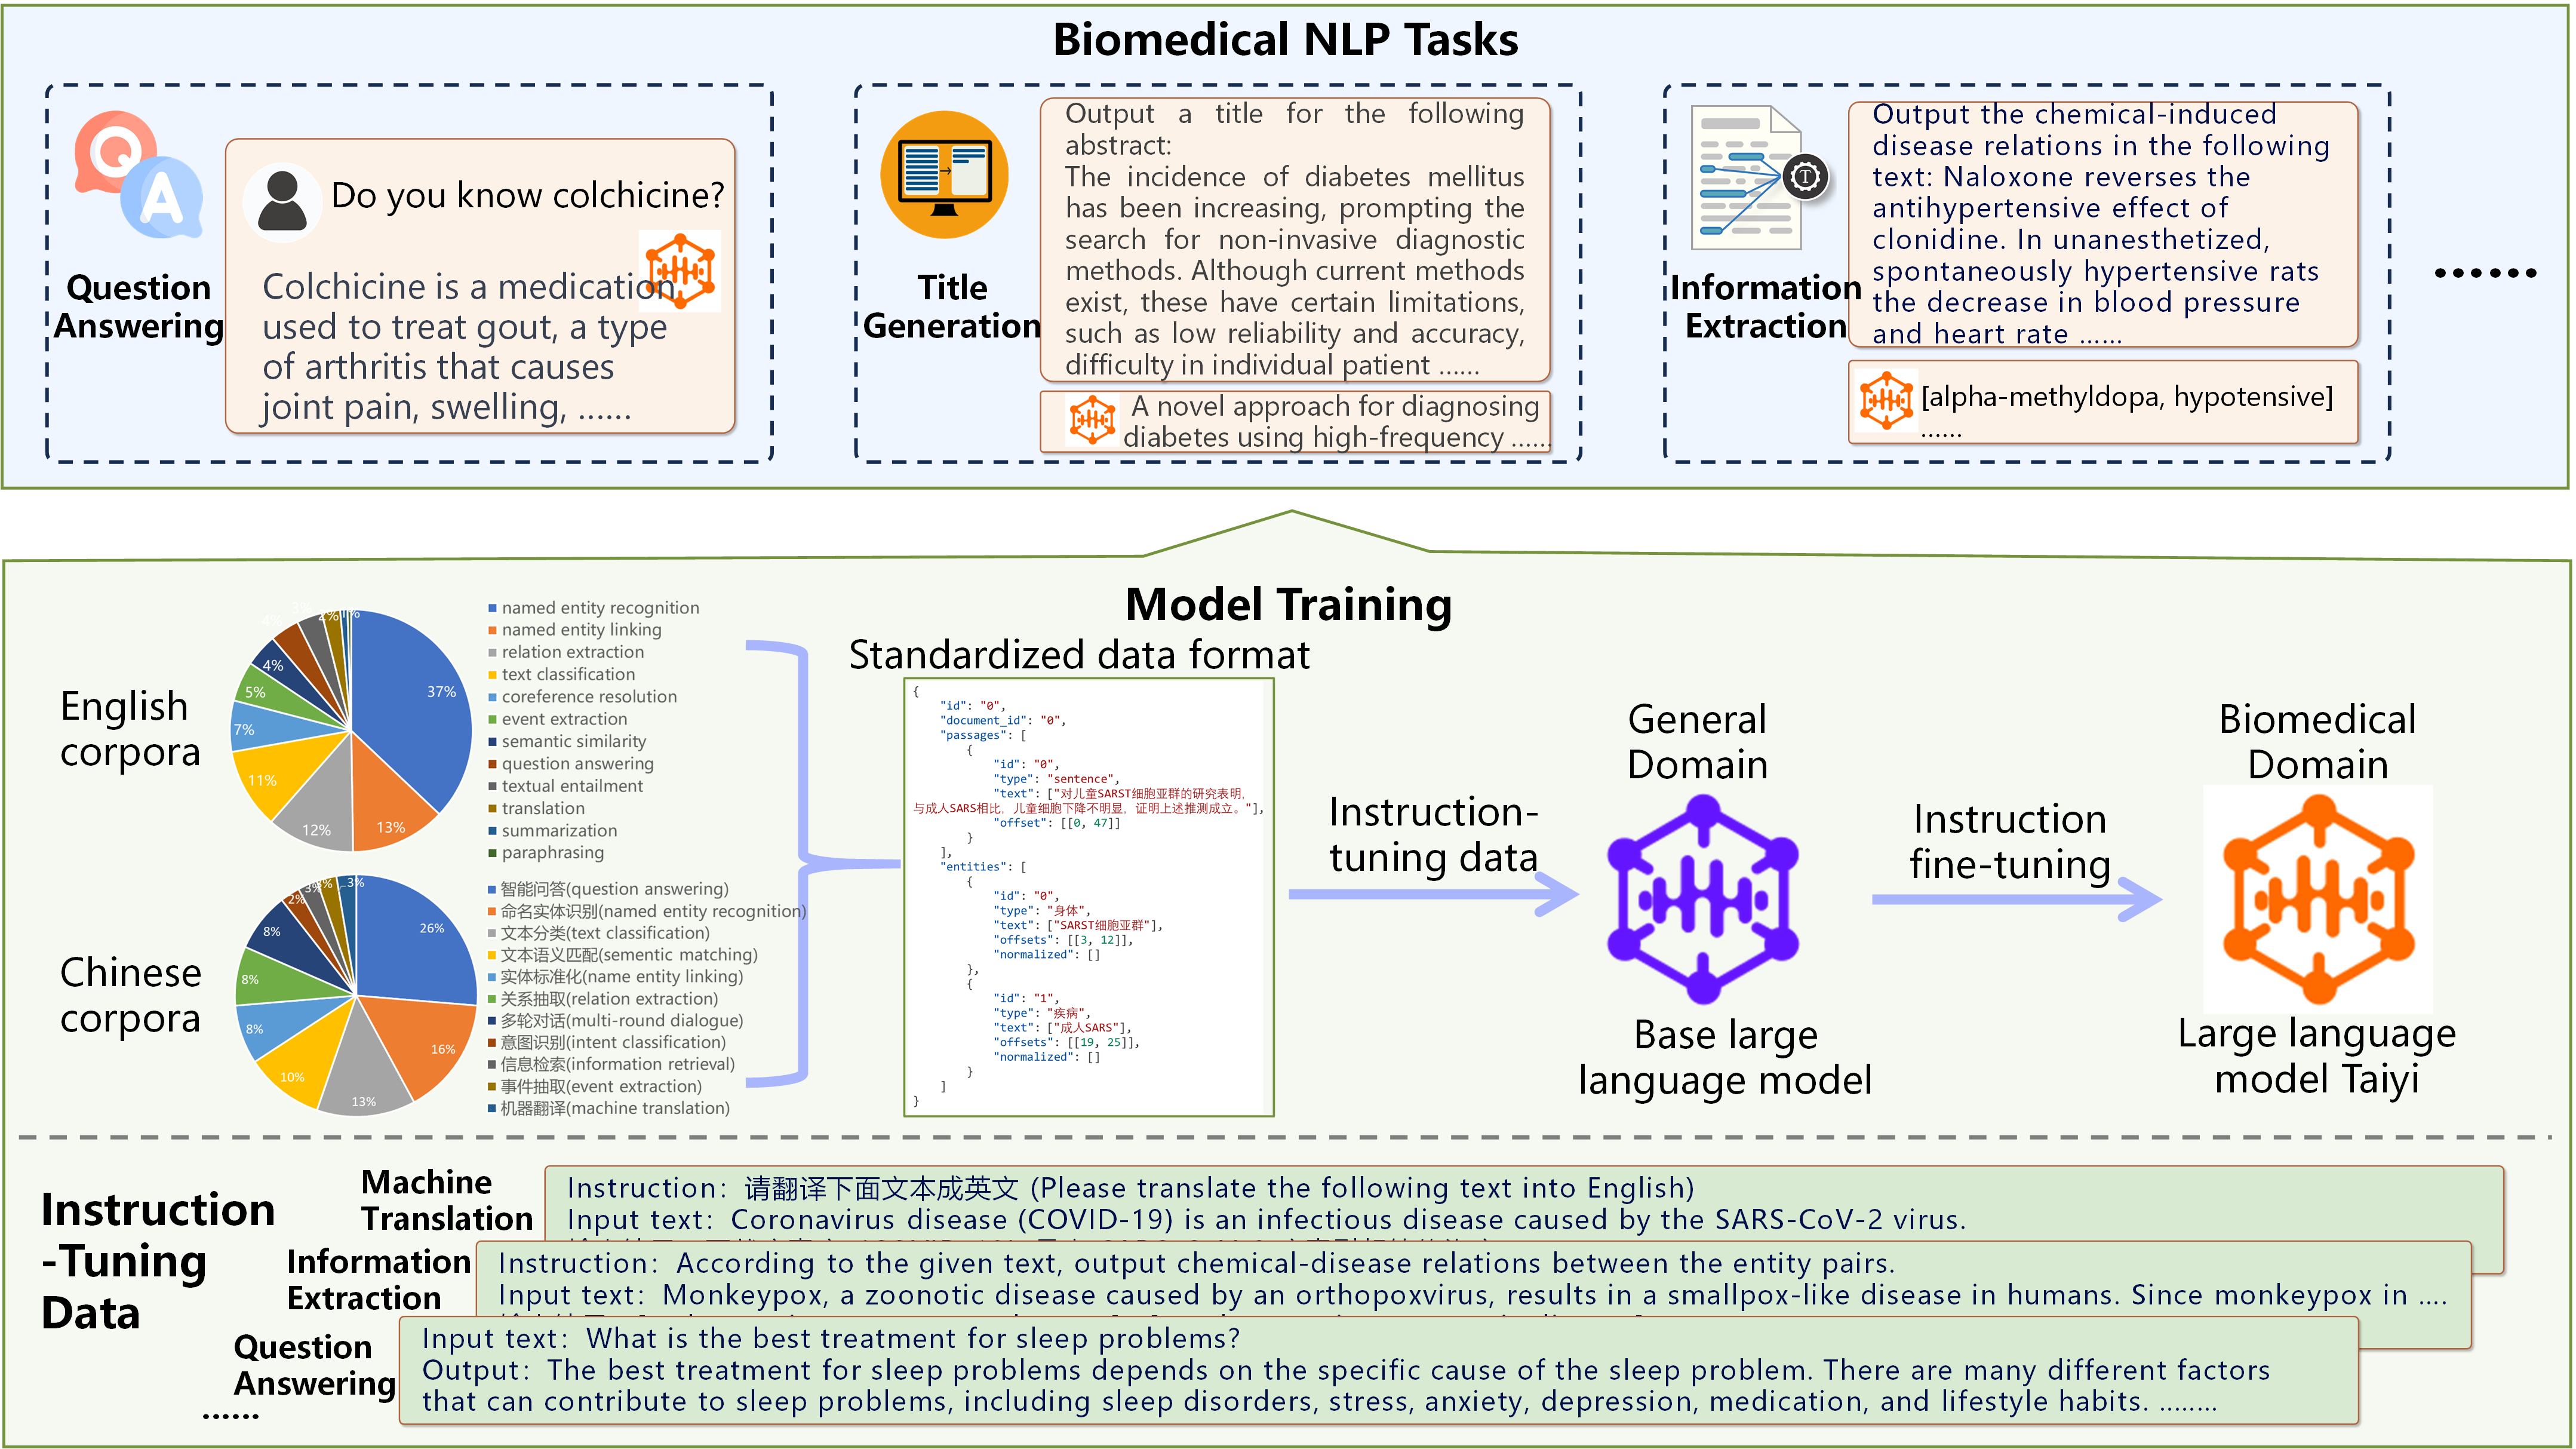 Biomedical NLP Tasks
Question
Answering
Do you know colchicine?
Colchicine is a medication
used to treat gout, a type
of arthritis that causes
joint pain, swelling, ......
Title
Generation
Output a title for the following
abstract:
The incidence of diabetes mellitus
has been increasing, prompting the
search for non-invasive diagnostic
methods. Although current methods
exist, these have certain limitations,
such as low reliability and accuracy,
difficulty in individual patient ......
A novel approach for diagnosing
diabetes using high-frequency ......
Information
Extraction
Output the chemical-induced
disease relations in the following
text: Naloxone reverses the
antihypertensive effect of
clonidine. In unanesthetized,
spontaneously hypertensive rats
the decrease in blood pressure
and heart rate ......
[alpha-methyldopa, hypotensive]
......
......
Model Training
English
corpora
37%
13%
12%
11%
7%
5%
4%
named entity recognition
named entity linking
relation extraction
text classification
coreference resolution
event extraction
semantic similarity
question answering
textual entailment
translation
summarization
paraphrasing
Chinese
corpora
26%
16%
13%
10%
8%
8%
8%
2%
3%
3%
智能问答(question answering)
命名实体识别(named entity recognition)
文本分类(text classification)
文本语义匹配(sementic matching)
实体标准化(name entity linking)
关系抽取(relation extraction)
多轮对话(multi-round dialogue)
意图识别(intent classification)
信息检索(information retrieval)
事件抽取(event extraction)
机器翻译(machine translation)
Standardized data format
{
"id": "0",
"document_id": "0",
"passages": [
{
"id": "0",
"type": "sentence",
"text": ["对儿童SARST细胞亚群的研究表明,
与成人SARS相比, 儿童细胞下降不明显, 证明上述推测成立。"],
"offset": [[0, 47]]
}
],
"entities": [
{
"id": "0",
"type": "身体",
"text": ["SARST细胞亚群"],
"offsets": [[3, 12]],
"normalized": []
},
{
"id": "1",
"type": "疾病",
"text": ["成人SARS"],
"offsets": [[19, 25]],
"normalized": []
}
]
}
Instruction-
tuning data
General
Domain
Base large
language model
Instruction
fine-tuning
Biomedical
Domain
Large language
model Taiyi
Instruction
-Tuning
Data
Machine
Translation
Instruction: 请翻译下面文本成英文 (Please translate the following text into English)
Input text: Coronavirus disease (COVID-19) is an infectious disease caused by the SARS-CoV-2 virus.
Information
Extraction
Instruction: According to the given text, output chemical-disease relations between the entity pairs.
Input text: Monkeypox, a zoonotic disease caused by an orthopoxvirus, results in a smallpox-like disease in humans. Since monkeypox in ....
Question
Answering
......
Input text: What is the best treatment for sleep problems?
Output: The best treatment for sleep problems depends on the specific cause of the sleep problem. There are many different factors
that can contribute to sleep problems, including sleep disorders, stress, anxiety, depression, medication, and lifestyle habits. ........